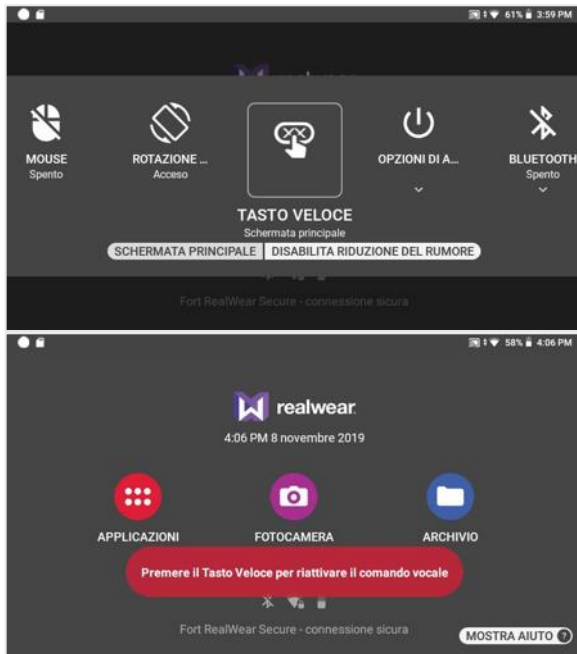 61% 3:59 PM
MOUSE
Spento
ROTAZIONE ...
Acceso
OPZIONI DI A...
BLUETOOTH
Spento
TASTO VELOCE
Schermata principale
SCHERMATA PRINCIPALE DISABILITA RIDUZIONE DEL RUMORE
Fort RealWear Secure - connessione sicura
58% 4:06 PM
realwear
4:06 PM 8 novembre 2019
APPLICAZIONI FOTOCAMERA ARCHIVIO
Premere il Tasto Veloce per riattivare il comando vocale
Fort RealWear Secure - connessione sicura
MOSTRA AIUTO ?